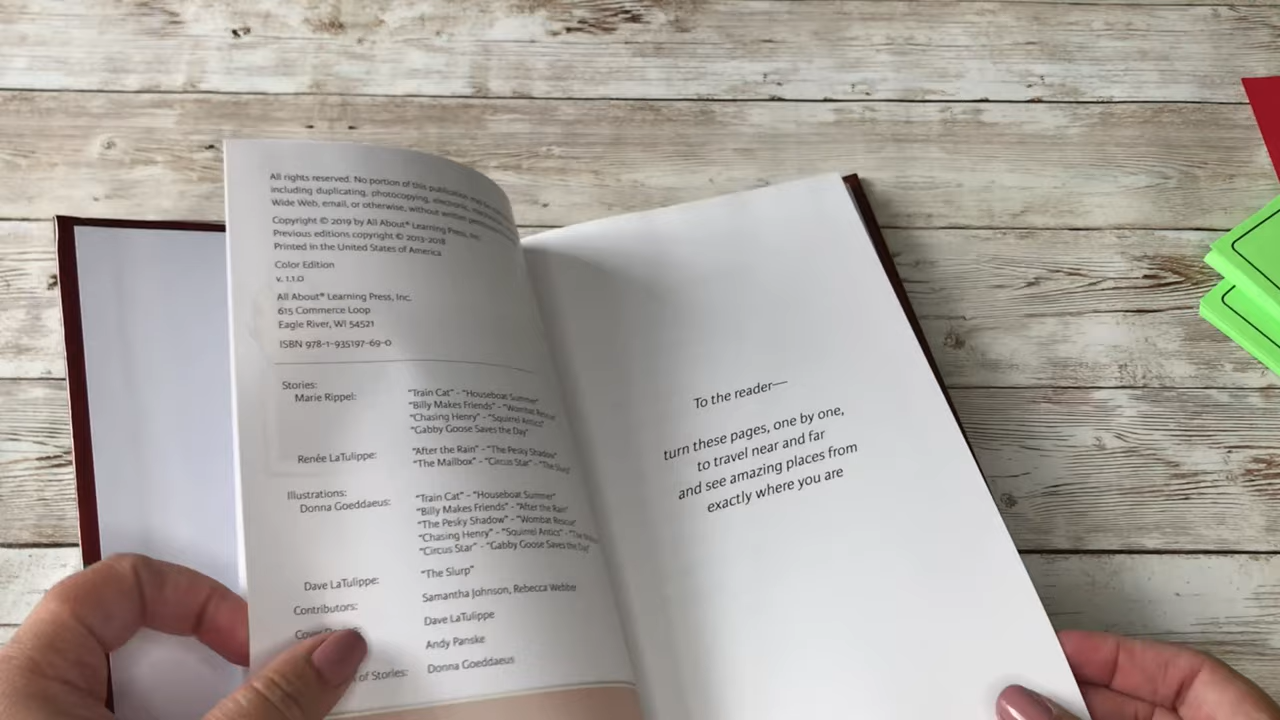 All rights reserved. No portion of this publication may be
including duplicating, photocopying, electronic,
Wide Web, email, or otherwise, without written
Copyright © 2019 by All About® Learning Press, Inc.
Previous editions copyright © 2013-2018
Printed in the United States of America
Color Edition
v. 1.1.0
All About® Learning Press, Inc.
615 Commerce Loop
Eagle River, WI 54521
ISBN 978-1-935197-69-0
Stories:
Marie Rippel: "Train Cat" - "Houseboat Summer"
"Billy Makes Friends" - "Wombat Rescue"
"Chasing Henry" - "Squirrel Antics"
"Gabby Goose Saves the Day"
Renée LaTulippe: "After the Rain" - "The Pesky Shadow"
"The Mailbox" - "Circus Star" - "The Slurp"
Illustrations:
Donna Goeddaeus: "Train Cat" - "Houseboat Summer"
"Billy Makes Friends" - "After the Rain"
"The Pesky Shadow" - "Wombat Rescue"
"Chasing Henry" - "Squirrel Antics" - "The
"Circus Star" - "Gabby Goose Saves the Day"
Dave LaTulippe: "The Slurp"
Contributors: Samantha Johnson, Rebecca Webbe
Cover Dave LaTulippe
Andy Panske
of Stories: Donna Goeddaeus
To the reader—
turn these pages, one by one,
to travel near and far
and see amazing places from
exactly where you are